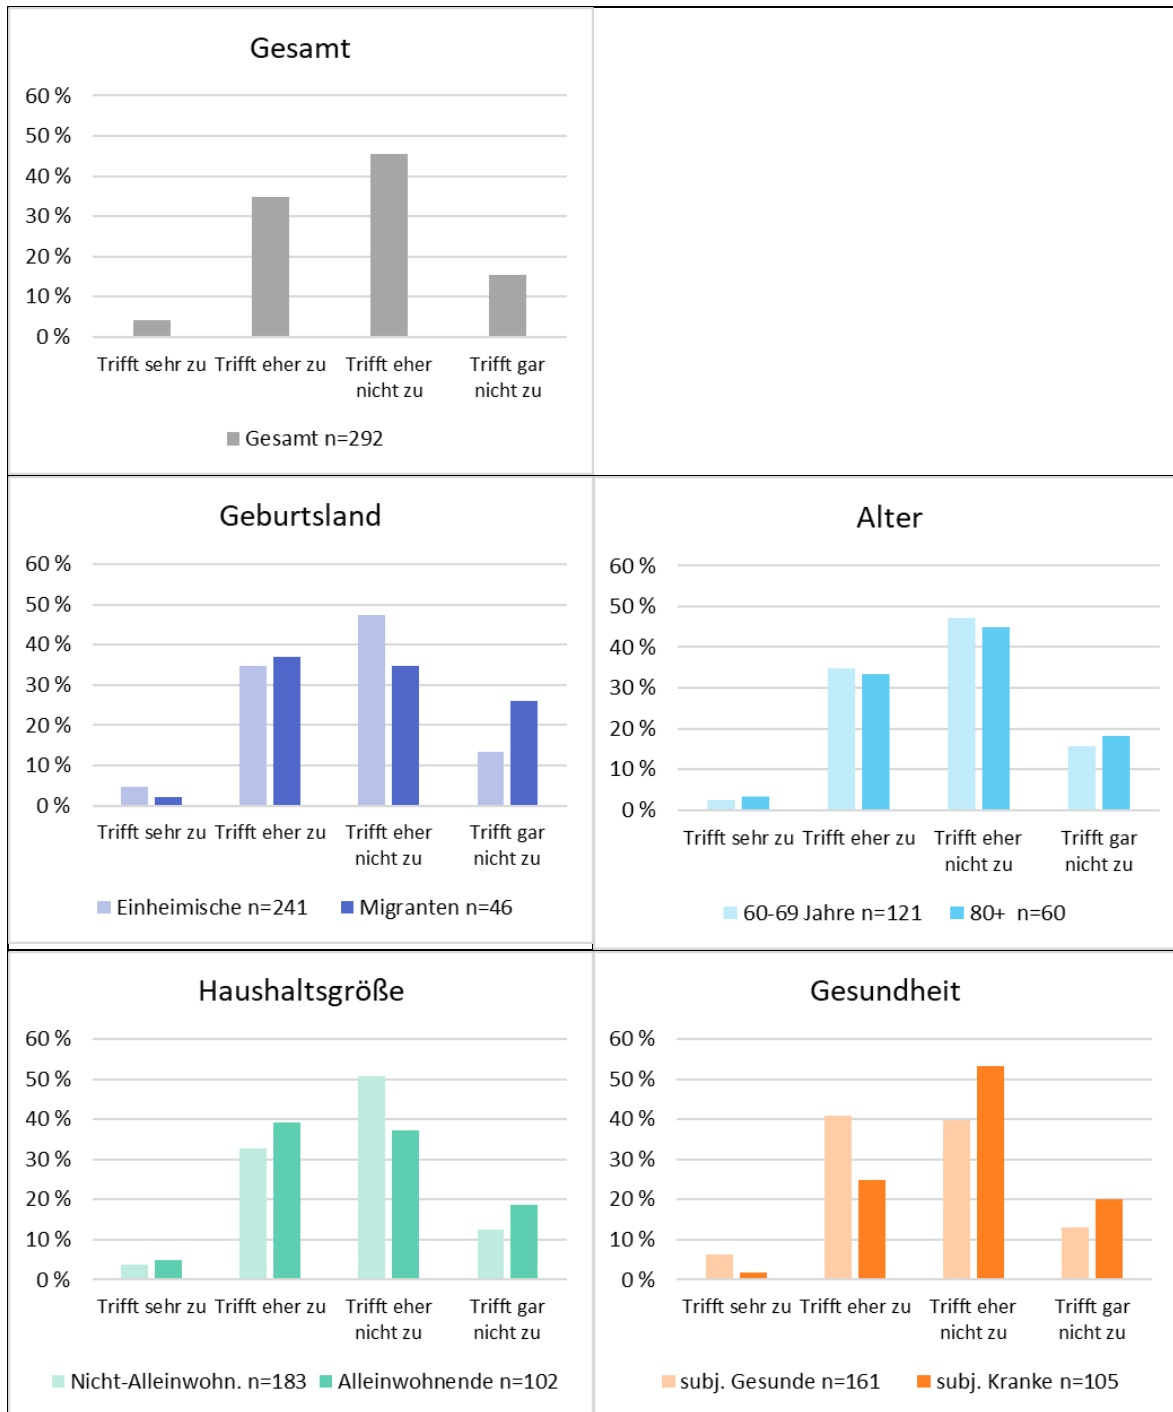 Gesamt
60 %
50 %
40 %
30 %
20 %
10 %
0 %
Trifft sehr zu Trifft eher zu Trifft eher Trifft gar
nicht zu nicht zu
Gesamt n=292
Geburtsland
60 %
50 %
40 %
30 %
20 %
10 %
0 %
Trifft sehr zu Trifft eher zu Trifft eher Trifft gar
nicht zu nicht zu
Einheimische n=241 Migranten n=46
Alter
60 %
50 %
40 %
30 %
20 %
10 %
0 %
Trifft sehr zu Trifft eher zu Trifft eher Trifft gar
nicht zu nicht zu
60-69 Jahre n=121 80+ n=60
Haushaltsgröße
60 %
50 %
40 %
30 %
20 %
10 %
0 %
Trifft sehr zu Trifft eher zu Trifft eher Trifft gar
nicht zu nicht zu
Nicht-Alleinwohn. n=183 Alleinwohnende n=102
Gesundheit
60 %
50 %
40 %
30 %
20 %
10 %
0 %
Trifft sehr zu Trifft eher zu Trifft eher Trifft gar
nicht zu nicht zu
subj. Gesunde n=161 subj. Kranke n=105